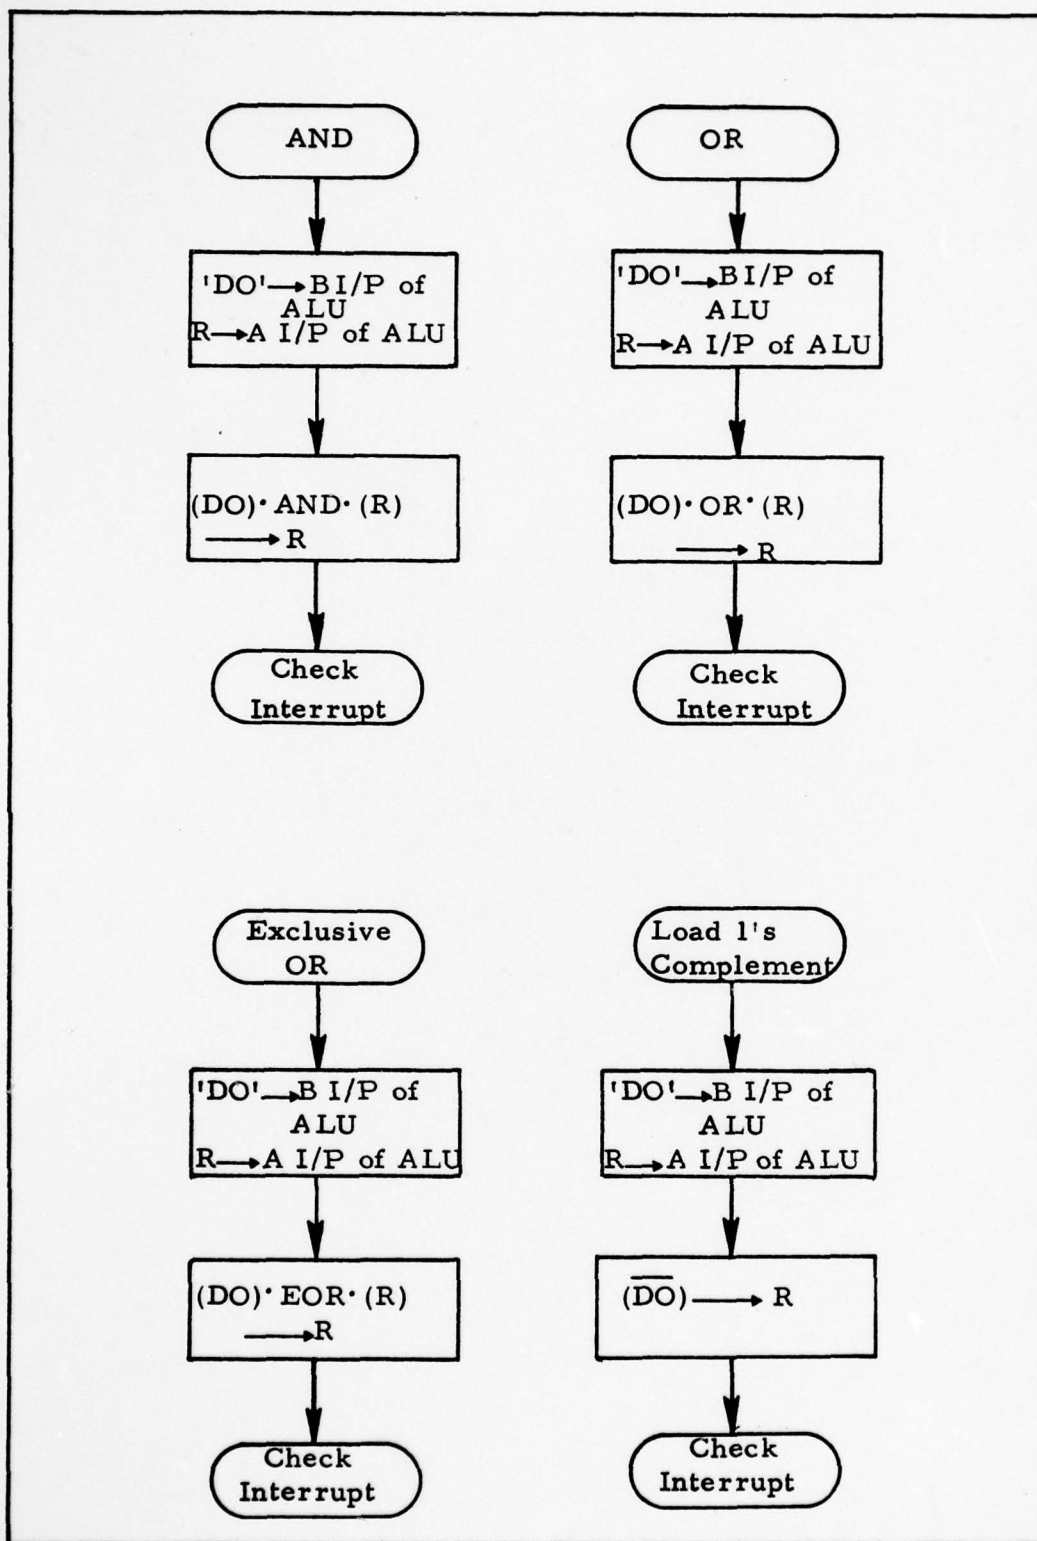 AND
'DO'→B I/P of
ALU
R→A I/P of ALU
(DO)·AND·(R)
→R
Check
Interrupt
OR
'DO'→B I/P of
ALU
R→A I/P of ALU
(DO)·OR·(R)
→R
Check
Interrupt
Exclusive
OR
'DO'→B I/P of
ALU
R→A I/P of ALU
(DO)·EOR·(R)
→R
Check
Interrupt
Load 1's
Complement
'DO'→B I/P of
ALU
R→A I/P of ALU
(D̅O̅)→R
Check
Interrupt